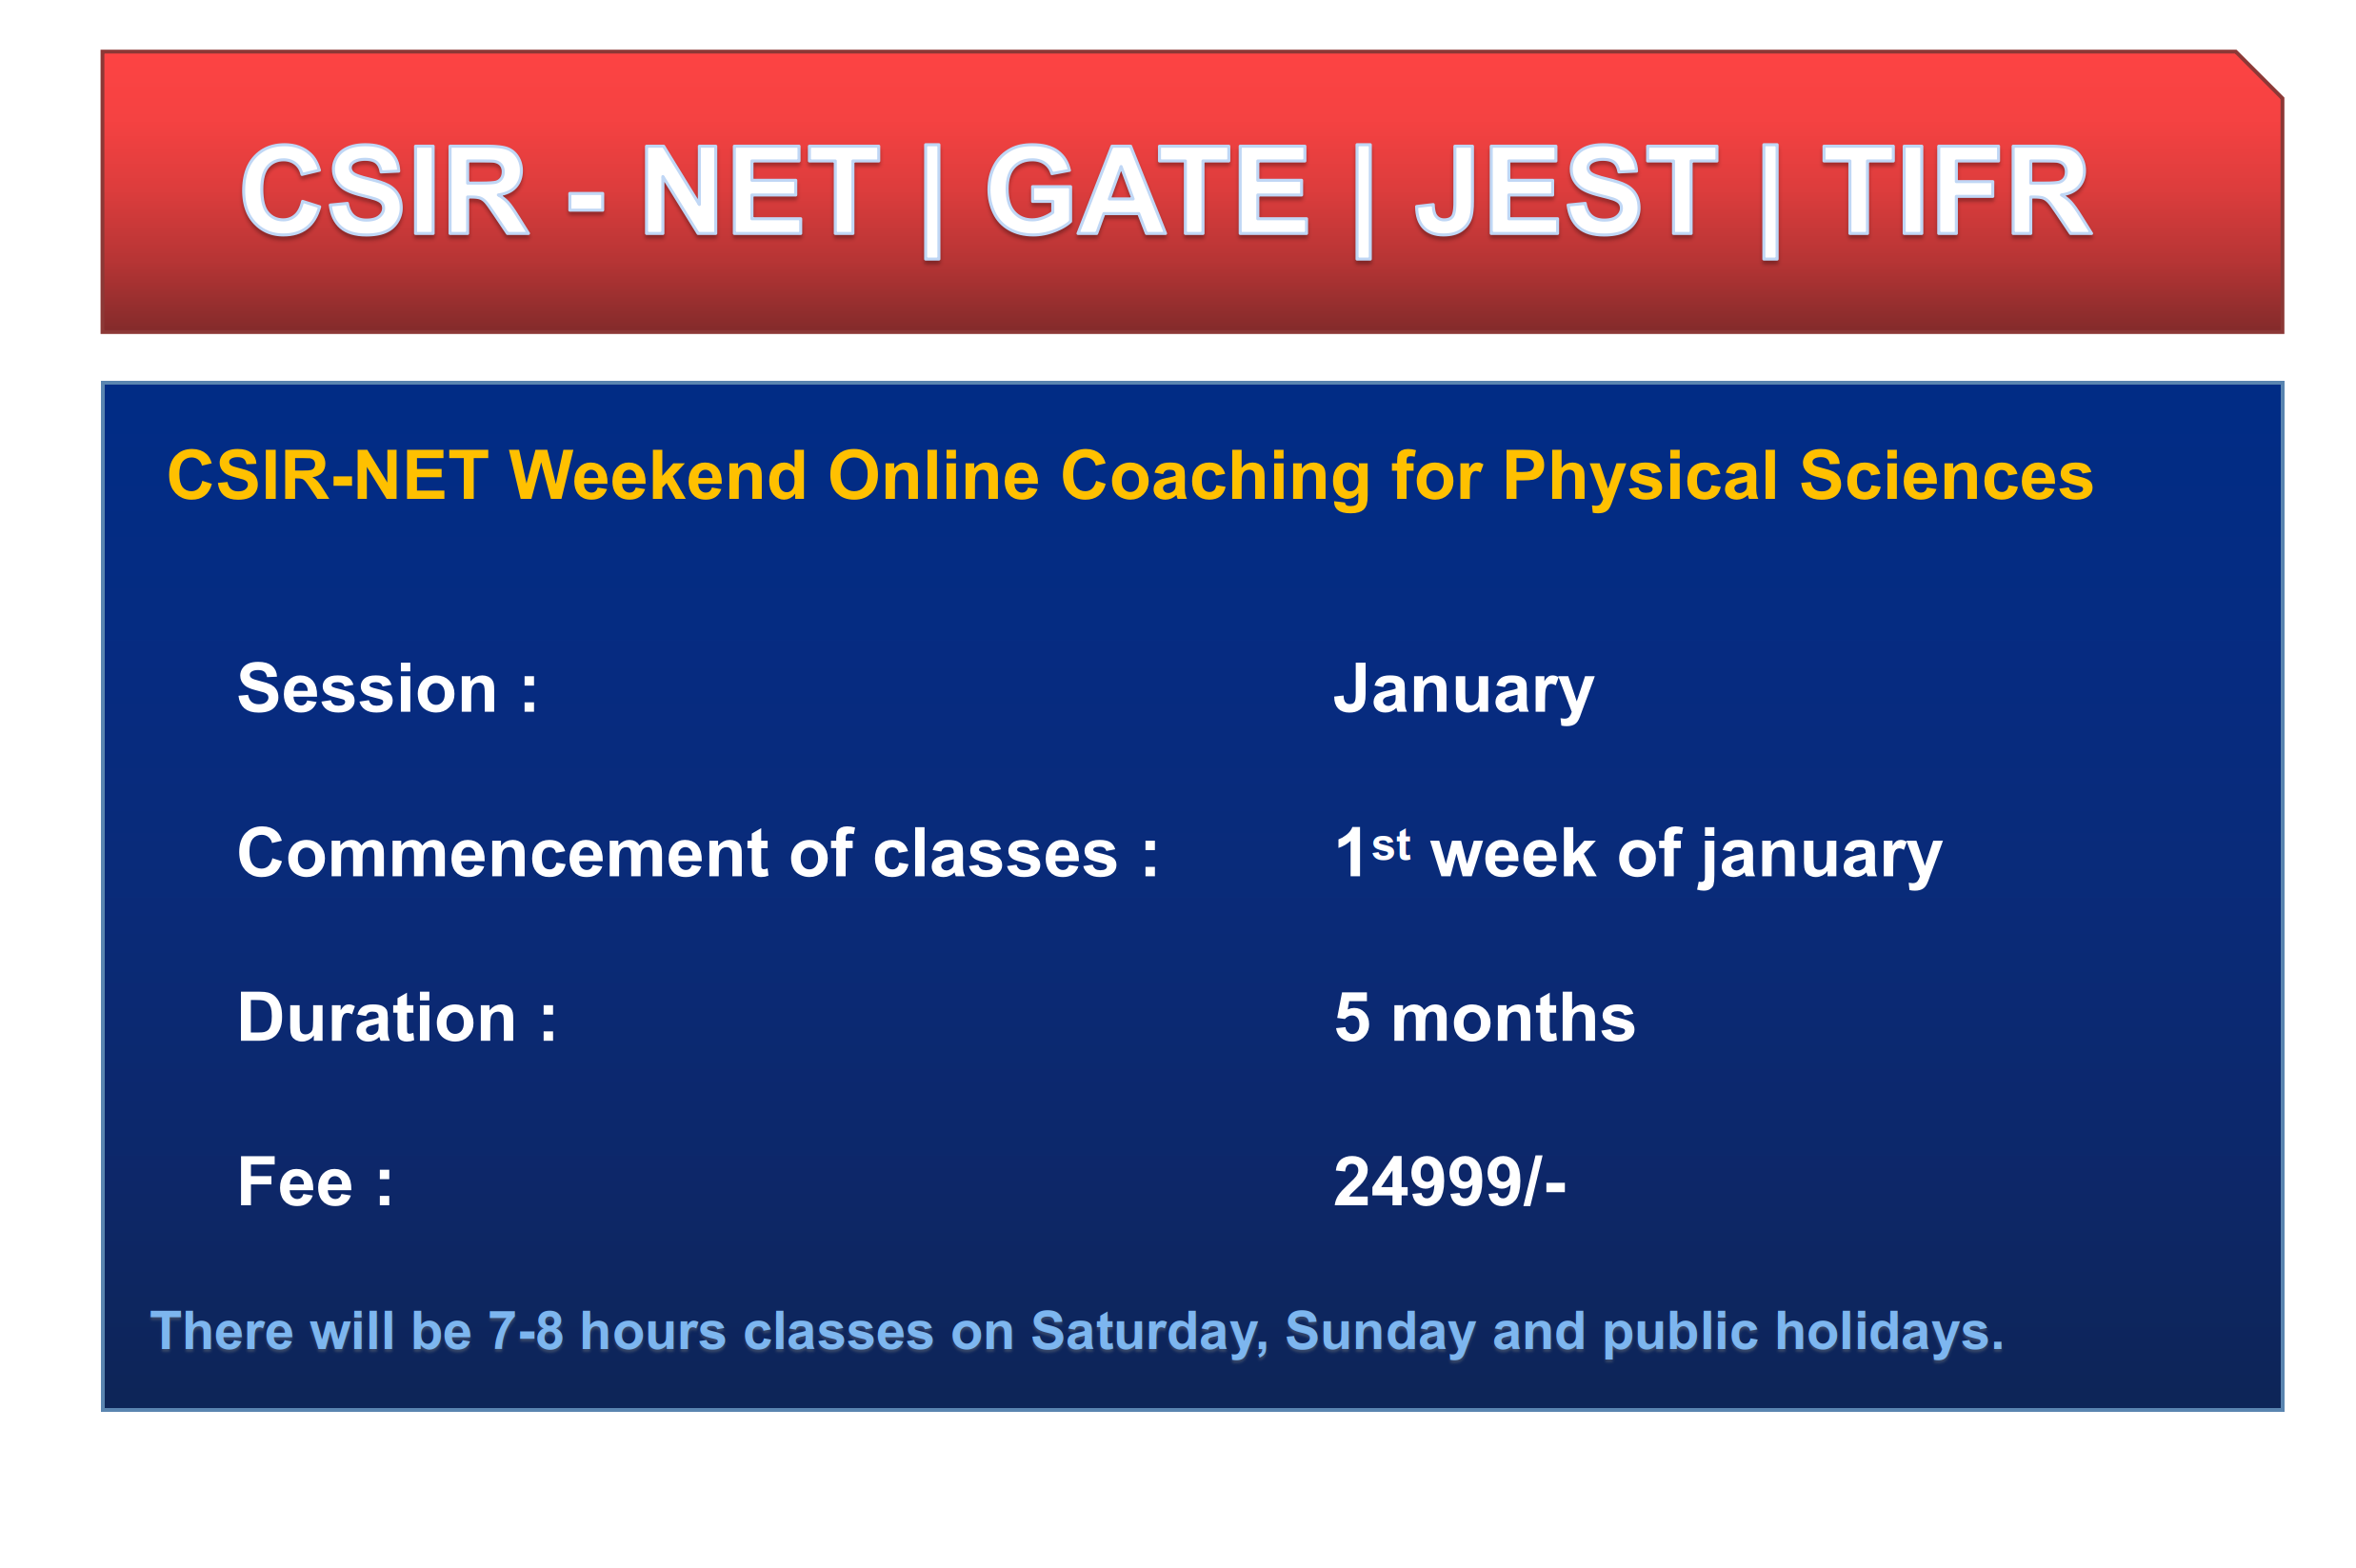 CSIR - NET | GATE | JEST | TIFR
CSIR-NET Weekend Online Coaching for Physical Sciences
Session : January
Commencement of classes : 1st week of january
Duration : 5 months
Fee : 24999/-
There will be 7-8 hours classes on Saturday, Sunday and public holidays.